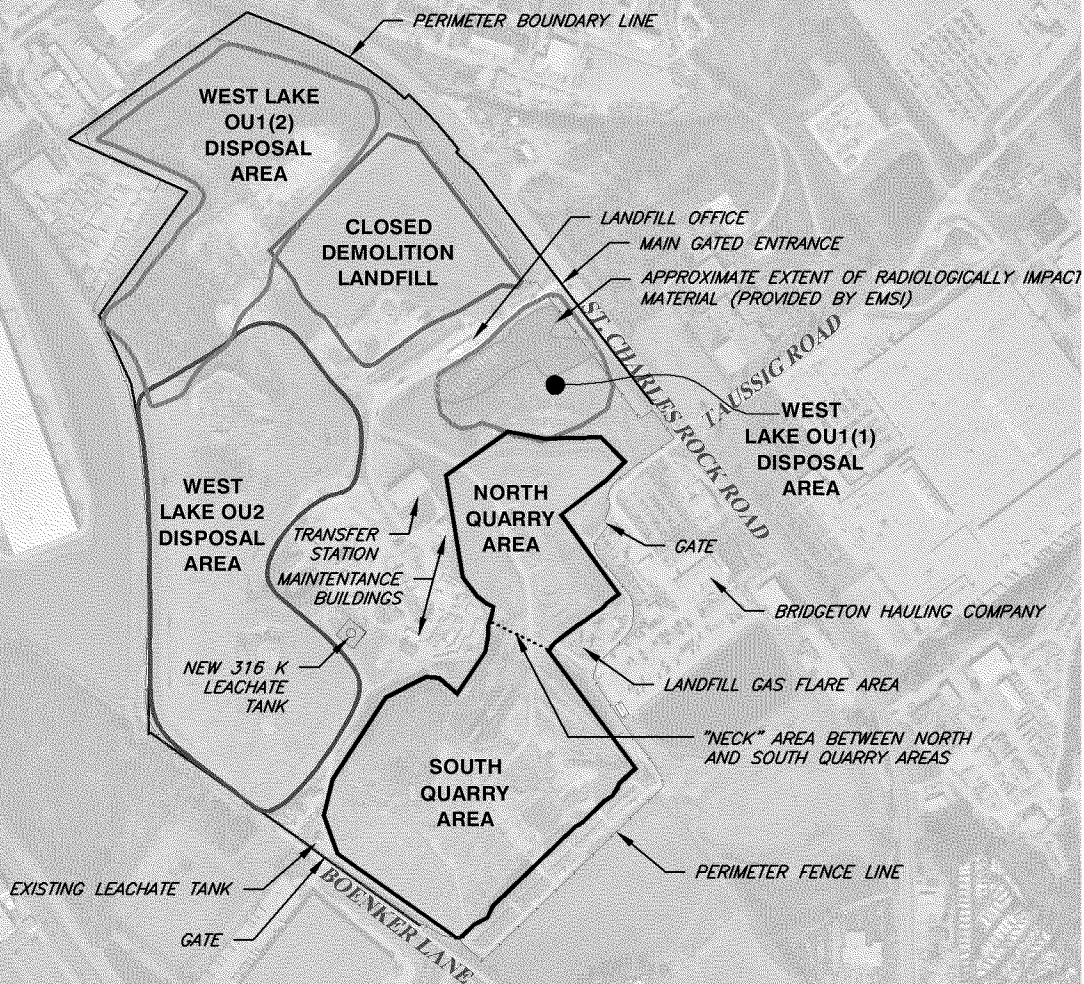 PERIMETER BOUNDARY LINE
WEST LAKE
OU1(2)
DISPOSAL
AREA
CLOSED
DEMOLITION
LANDFILL
LANDFILL OFFICE
MAIN GATED ENTRANCE
APPROXIMATE EXTENT OF RADIOLOGICALLY IMPACT
MATERIAL (PROVIDED BY EMSI)
ST. CHARLES ROCK ROAD
TAUSSIG ROAD
WEST
LAKE OU1(1)
DISPOSAL
AREA
WEST
LAKE OU2
DISPOSAL
AREA
NORTH
QUARRY
AREA
TRANSFER
STATION
MAINTENTANCE
BUILDINGS
GATE
BRIDGETON HAULING COMPANY
NEW 316 K
LEACHATE
TANK
LANDFILL GAS FLARE AREA
"NECK" AREA BETWEEN NORTH
AND SOUTH QUARRY AREAS
SOUTH
QUARRY
AREA
PERIMETER FENCE LINE
EXISTING LEACHATE TANK
GATE
BOENKER LANE